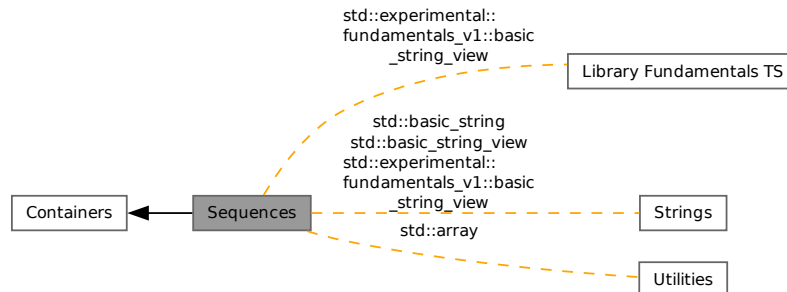 std::experimental::
fundamentals_v1::basic
_string_view
Library Fundamentals TS
std::basic_string
std::basic_string_view
std::experimental::
fundamentals_v1::basic
_string_view
Containers
Sequences
Strings
std::array
Utilities